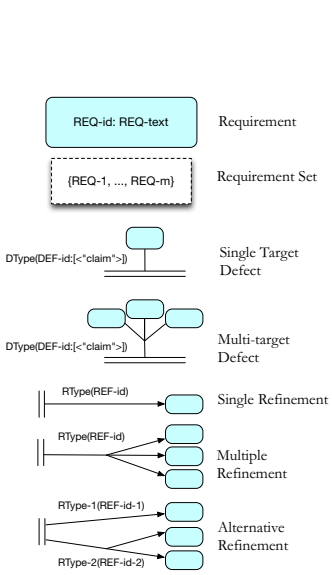 REQ-id: REQ-text
Requirement
{REQ-1, ..., REQ-m}
Requirement Set
DType(DEF-id:[<"claim">])
Single Target
Defect
DType(DEF-id:[<"claim">])
Multi-target
Defect
RType(REF-id)
Single Refinement
RType(REF-id)
Multiple
Refinement
RType-1(REF-id-1)
RType-2(REF-id-2)
Alternative
Refinement